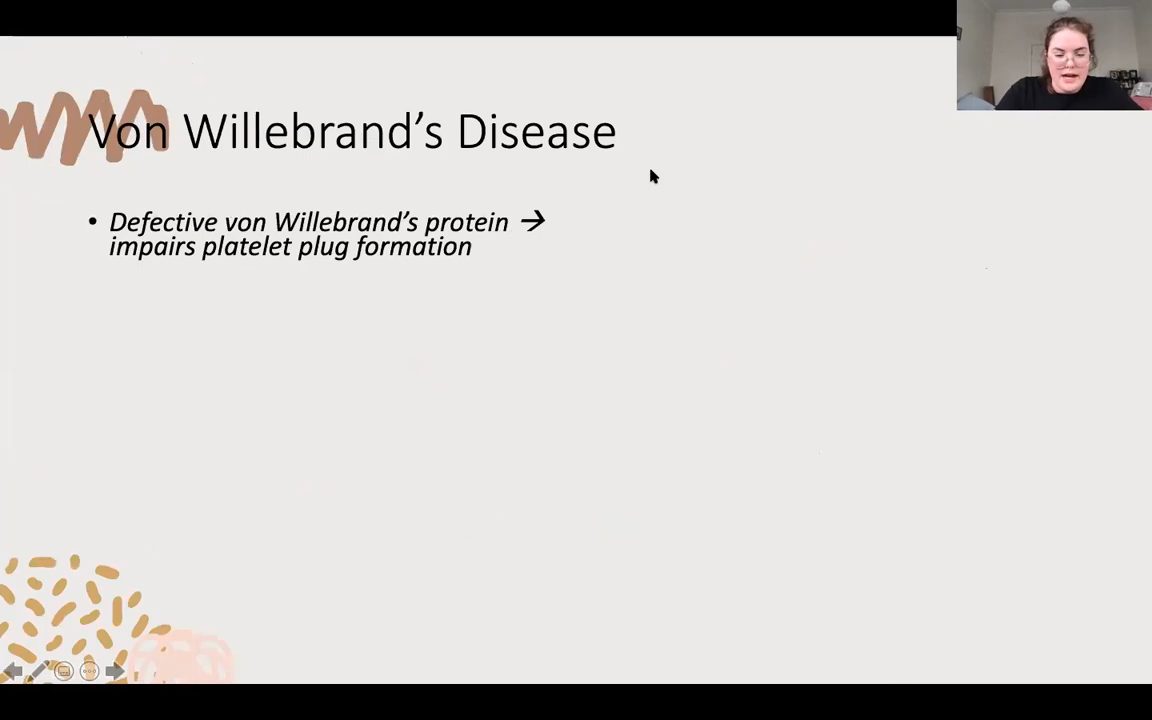 Von Willebrand’s Disease
• Defective von Willebrand’s protein →
impairs platelet plug formation